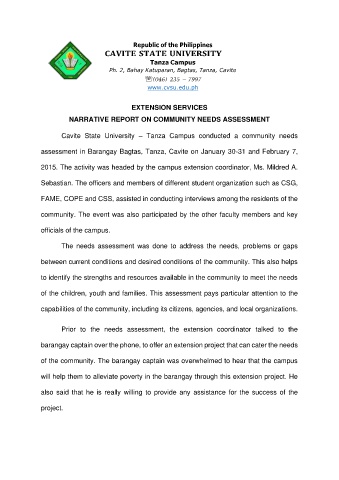 Republic of the Philippines
CAVITE STATE UNIVERSITY
Tanza Campus
Ph. 2, Bahay Katuparan, Bagtas, Tanza, Cavite
☏(046) 235 – 7997
www.cvsu.edu.ph
EXTENSION SERVICES
NARRATIVE REPORT ON COMMUNITY NEEDS ASSESSMENT
Cavite State University – Tanza Campus conducted a community needs
assessment in Barangay Bagtas, Tanza, Cavite on January 30-31 and February 7,
2015. The activity was headed by the campus extension coordinator, Ms. Mildred A.
Sebastian. The officers and members of different student organization such as CSG,
FAME, COPE and CSS, assisted in conducting interviews among the residents of the
community. The event was also participated by the other faculty members and key
officials of the campus.
The needs assessment was done to address the needs, problems or gaps
between current conditions and desired conditions of the community. This also helps
to identify the strengths and resources available in the community to meet the needs
of the children, youth and families. This assessment pays particular attention to the
capabilities of the community, including its citizens, agencies, and local organizations.
Prior to the needs assessment, the extension coordinator talked to the
barangay captain over the phone, to offer an extension project that can cater the needs
of the community. The barangay captain was overwhelmed to hear that the campus
will help them to alleviate poverty in the barangay through this extension project. He
also said that he is really willing to provide any assistance for the success of the
project.